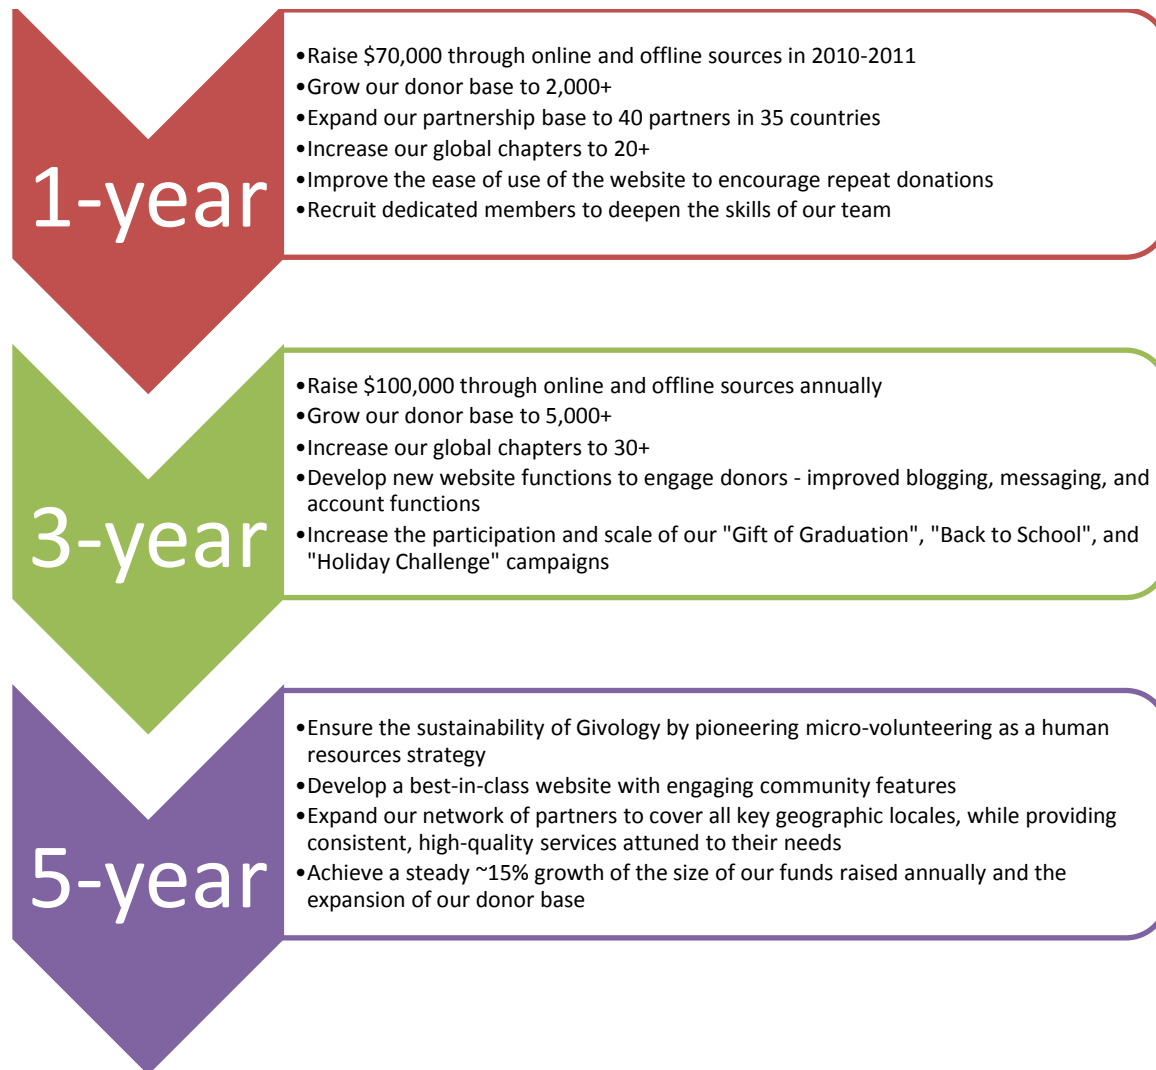 1-year
•Raise $70,000 through online and offline sources in 2010-2011
•Grow our donor base to 2,000+
•Expand our partnership base to 40 partners in 35 countries
•Increase our global chapters to 20+
•Improve the ease of use of the website to encourage repeat donations
•Recruit dedicated members to deepen the skills of our team
3-year
•Raise $100,000 through online and offline sources annually
•Grow our donor base to 5,000+
•Increase our global chapters to 30+
•Develop new website functions to engage donors - improved blogging, messaging, and
account functions
•Increase the participation and scale of our "Gift of Graduation", "Back to School", and
"Holiday Challenge" campaigns
5-year
•Ensure the sustainability of Givology by pioneering micro-volunteering as a human
resources strategy
•Develop a best-in-class website with engaging community features
•Expand our network of partners to cover all key geographic locales, while providing
consistent, high-quality services attuned to their needs
•Achieve a steady ~15% growth of the size of our funds raised annually and the
expansion of our donor base